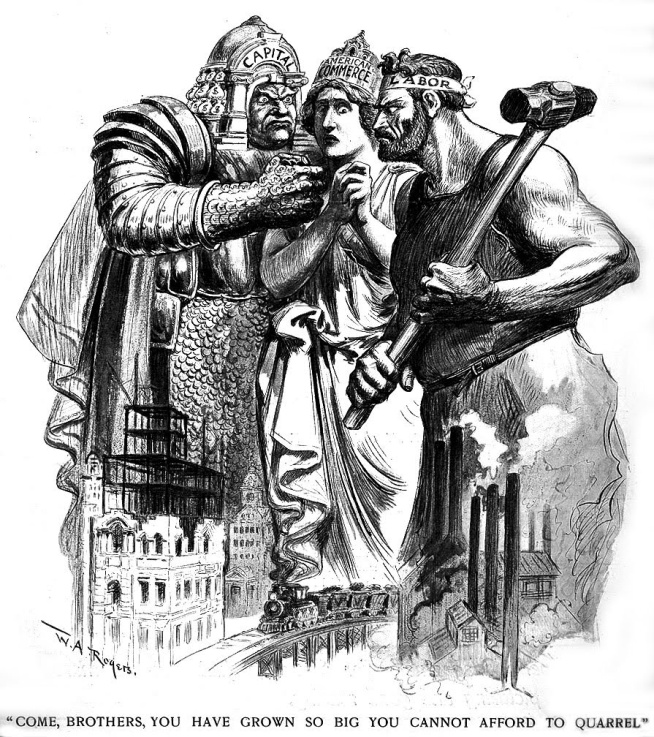 CAPITAL
AMERICAN
COMMERCE
LABOR
W. A Rogers.
"COME, BROTHERS, YOU HAVE GROWN SO BIG YOU CANNOT AFFORD TO QUARREL"